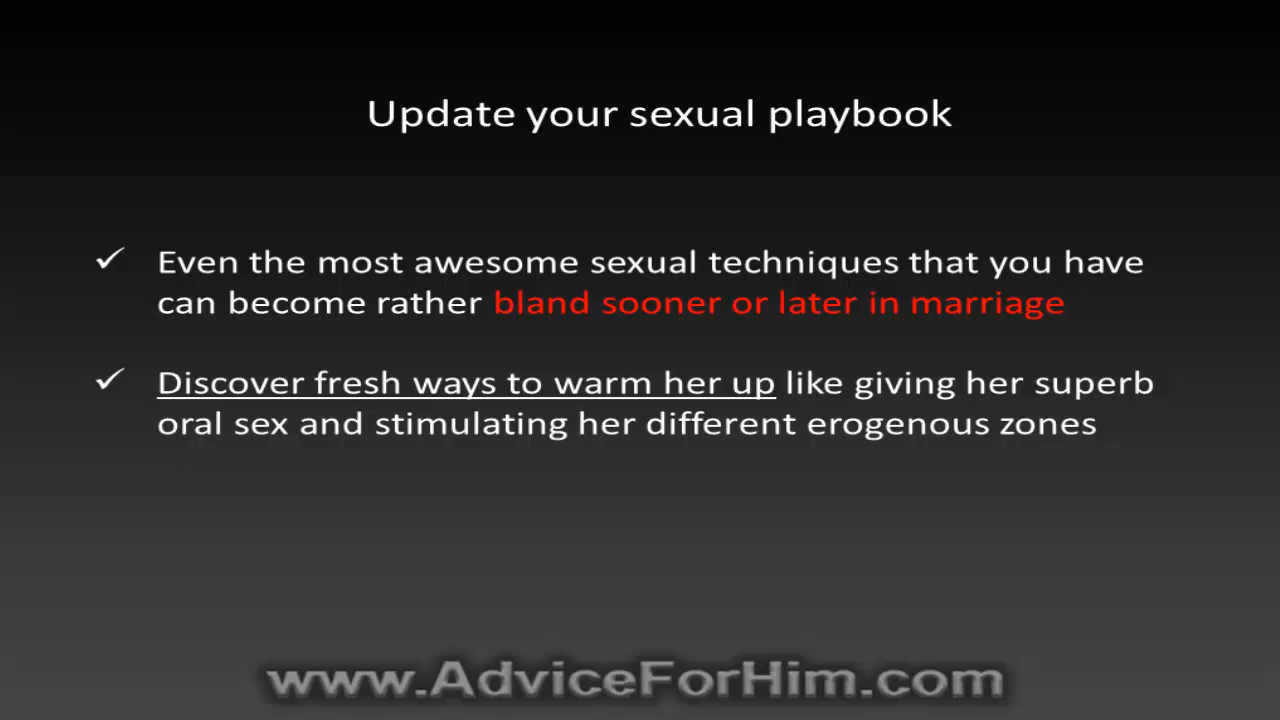 Update your sexual playbook
✓ Even the most awesome sexual techniques that you have
can become rather bland sooner or later in marriage
✓ Discover fresh ways to warm her up like giving her superb
oral sex and stimulating her different erogenous zones
www.AdviceForHim.com